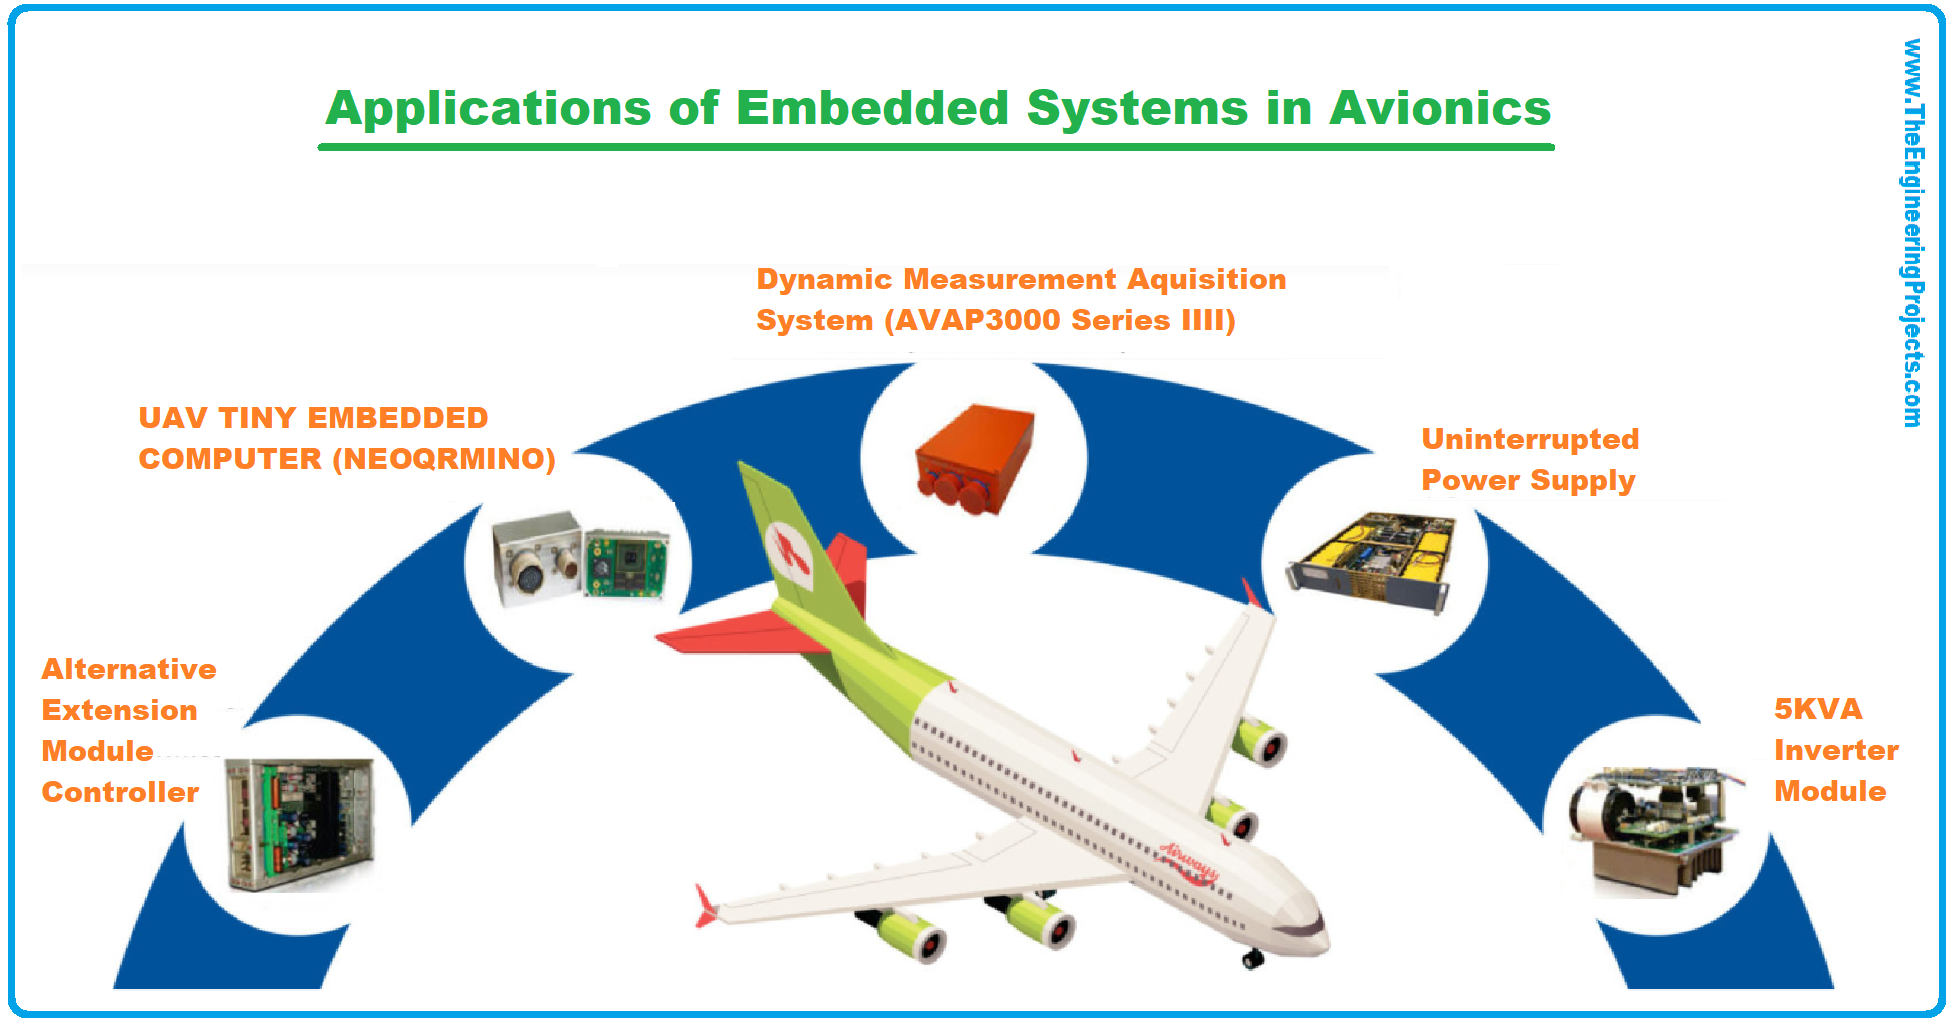 Applications of Embedded Systems in Avionics
www.TheEngineeringProjects.com
Dynamic Measurement Aquisition
System (AVAP3000 Series IIII)
UAV TINY EMBEDDED
COMPUTER (NEOQRMINO)
Uninterrupted
Power Supply
Alternative
Extension
Module
Controller
5KVA
Inverter
Module
Airways